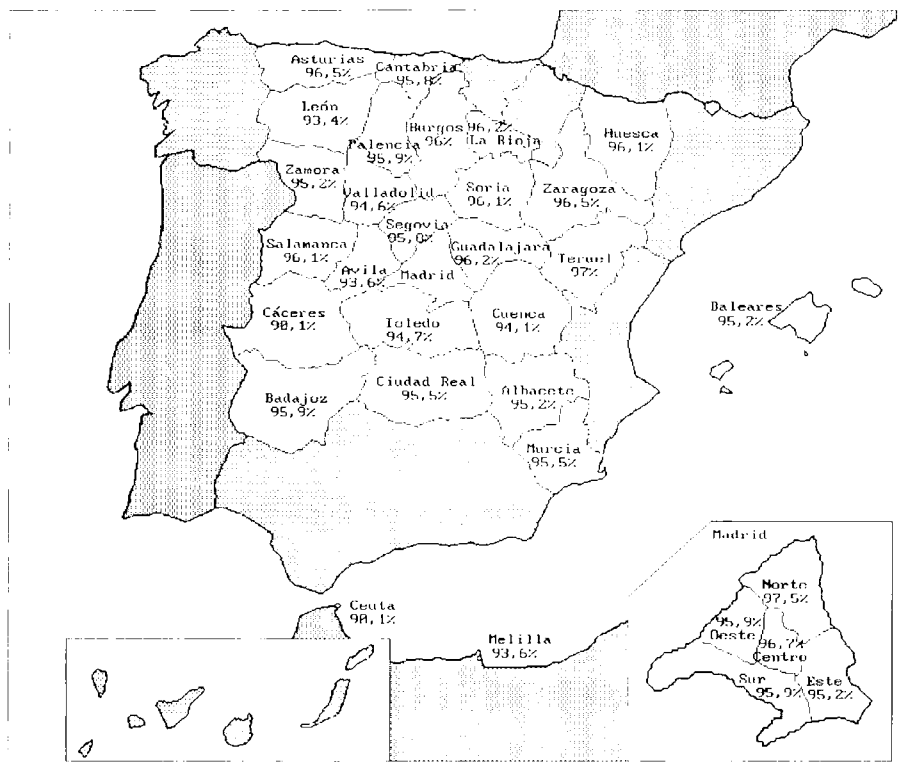 Asturias
96,5%
Cantabria
95,8%
León
93,4%
Palencia
95,9%
Burgos
96%
96,2%
La Rioja
Huesca
96,1%
Zamora
95,2%
Valladolid
94,6%
Soria
96,1%
Zaragoza
96,5%
Segovia
95,8%
Salamanca
96,1%
Avila
93,6%
Madrid
Guadalajara
96,2%
Teruel
97%
Cáceres
90,1%
Toledo
94,7%
Cuenca
94,1%
Baleares
95,2%
Badajoz
95,9%
Ciudad Real
95,5%
Albacete
95,2%
Murcia
95,5%
Ceuta
90,1%
Melilla
93,6%
Madrid
Norte
97,5%
95,9%
Oeste
96,7%
Centro
Sur
95,9%
Este
95,2%